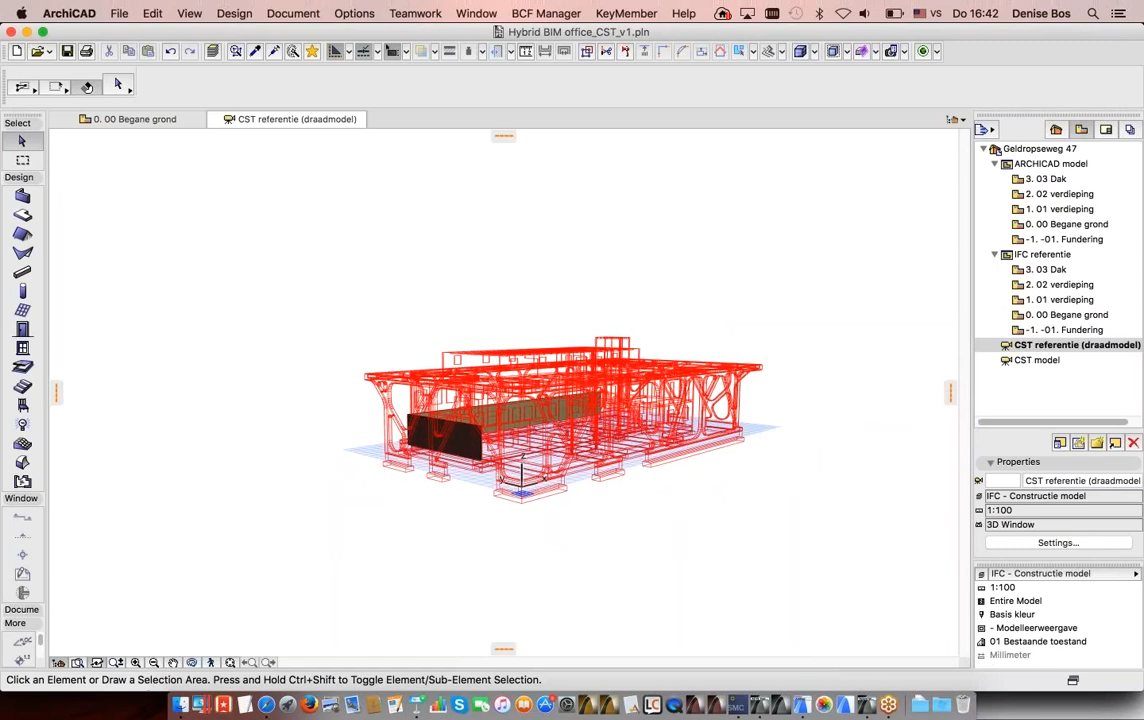 ArchiCAD File Edit View Design Document Options Teamwork Window BCF Manager KeyMember Help VS Do 16:42 Denise Bos
Hybrid BIM office_CST_v1.pln
0. 00 Begane grond
CST referentie (draadmodel)
Select
Design
Window
Docume
More
z
y
x
Geldropseweg 47
ARCHICAD model
3. 03 Dak
2. 02 verdieping
1. 01 verdieping
0. 00 Begane grond
-1. -01. Fundering
IFC referentie
3. 03 Dak
2. 02 verdieping
1. 01 verdieping
0. 00 Begane grond
-1. -01. Fundering
CST referentie (draadmodel)
CST model
Properties
CST referentie (draadmodel
IFC - Constructie model
1:100
3D Window
Settings...
IFC - Constructie model
1:100
Entire Model
Basis kleur
- Modelleerweergave
01 Bestaande toestand
Millimeter
Click an Element or Draw a Selection Area. Press and Hold Ctrl+Shift to Toggle Element/Sub-Element Selection.
LC
SMC